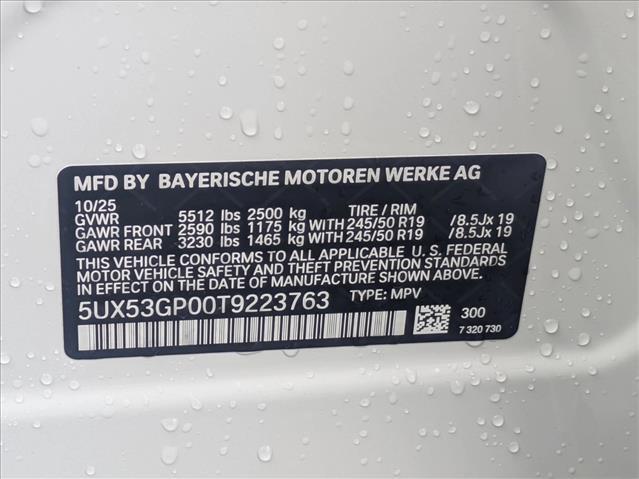 MFD BY BAYERISCHE MOTOREN WERKE AG
10/25
GVWR 5512 lbs 2500 kg TIRE / RIM
GAWR FRONT 2590 lbs 1175 kg WITH 245/50 R19 /8.5Jx 19
GAWR REAR 3230 lbs 1465 kg WITH 245/50 R19 /8.5Jx 19
THIS VEHICLE CONFORMS TO ALL APPLICABLE U. S. FEDERAL
MOTOR VEHICLE SAFETY AND THEFT PREVENTION STANDARDS
IN EFFECT ON THE DATE OF MANUFACTURE SHOWN ABOVE.
5UX53GP00T9223763 TYPE: MPV
300
7 320 730